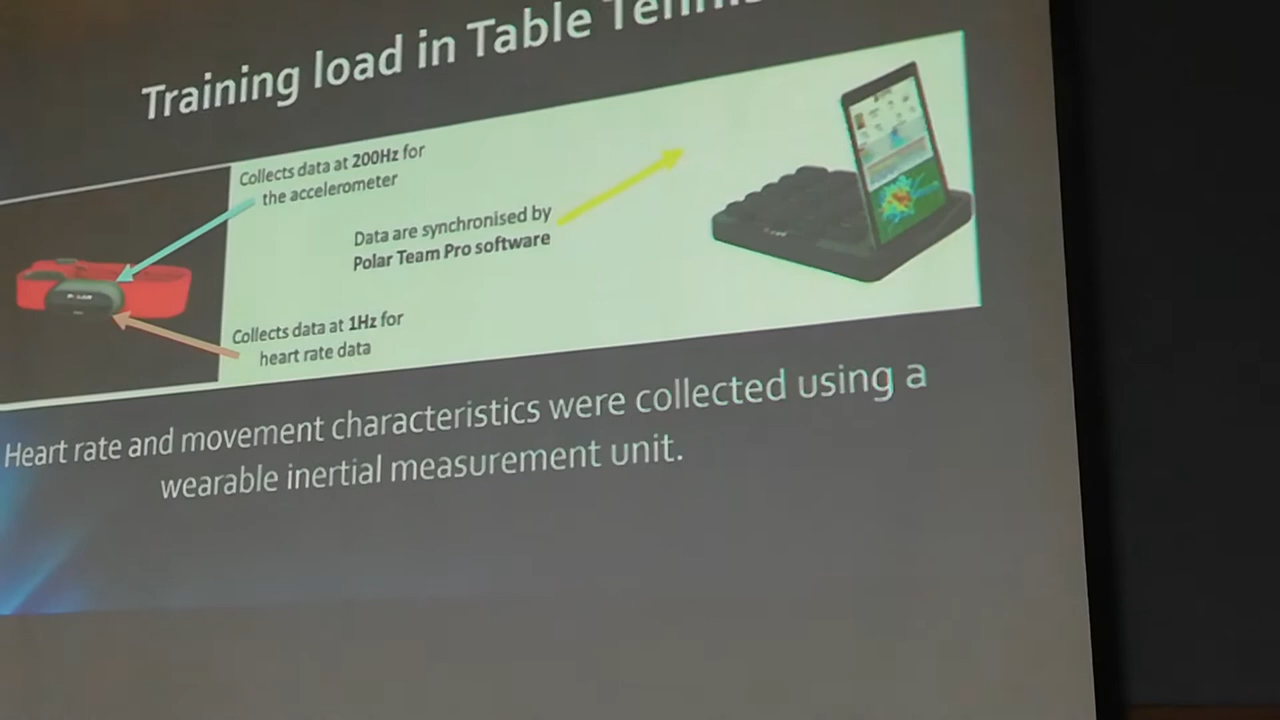 Training load in Table Tennis
Collects data at 200Hz for
the accelerometer
Data are synchronised by
Polar Team Pro software
Collects data at 1Hz for
heart rate data
Heart rate and movement characteristics were collected using a
wearable inertial measurement unit.